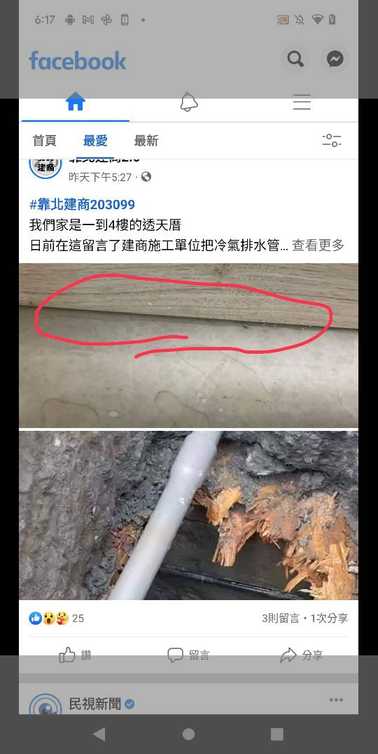 6:17
facebook
首頁
最愛
最新
昨天下午5:27
#靠北建商203099
我們家是一到4樓的透天厝
日前在這留言了建商施工單位把冷氣排水管... 查看更多
25
3則留言・1次分享
讚
留言
分享
民視新聞